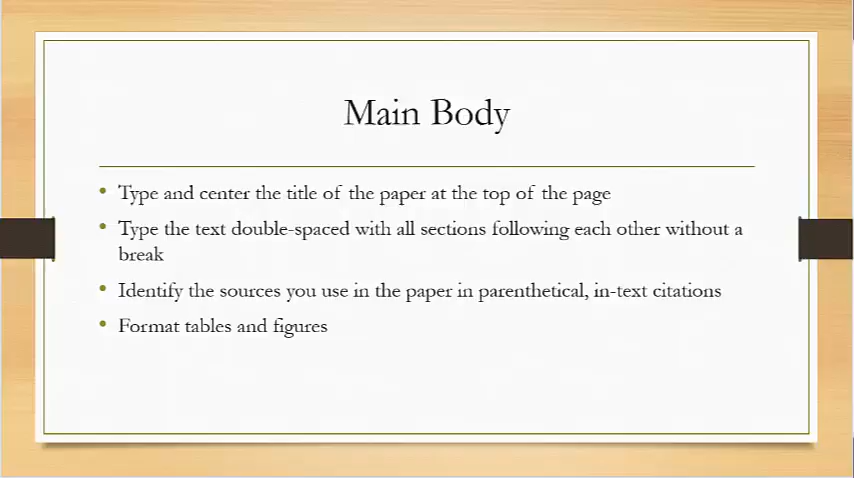 Main Body
• Type and center the title of the paper at the top of the page
• Type the text double-spaced with all sections following each other without a
break
• Identify the sources you use in the paper in parenthetical, in-text citations
• Format tables and figures